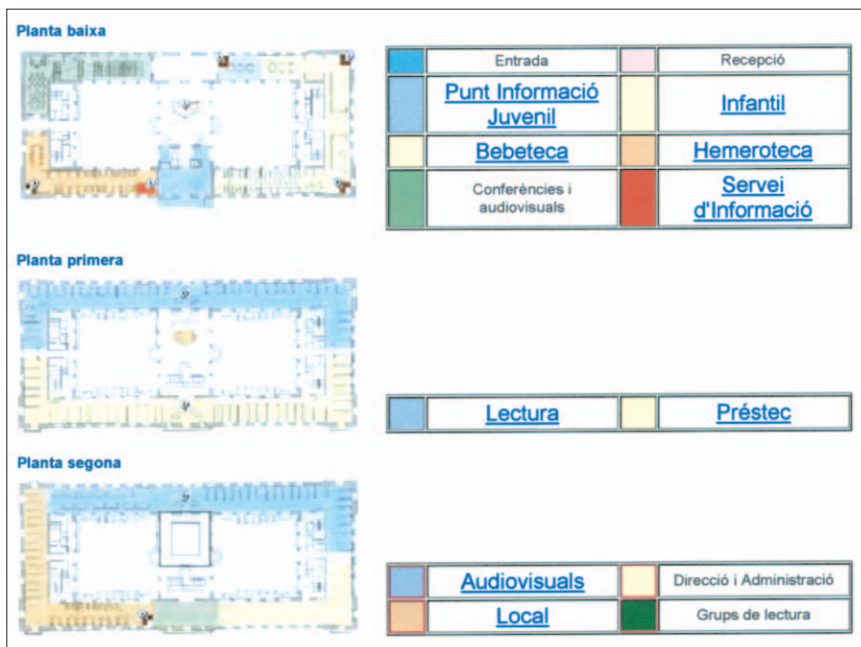 Planta baixa
Entrada
Recepció
Punt Informació
Juvenil
Infantil
Bebeteca
Hemeroteca
Conferències i
audiovisuals
Servei
d'Informació
Planta primera
Lectura
Préstec
Planta segona
Audiovisuals
Direcció i Administració
Local
Grups de lectura